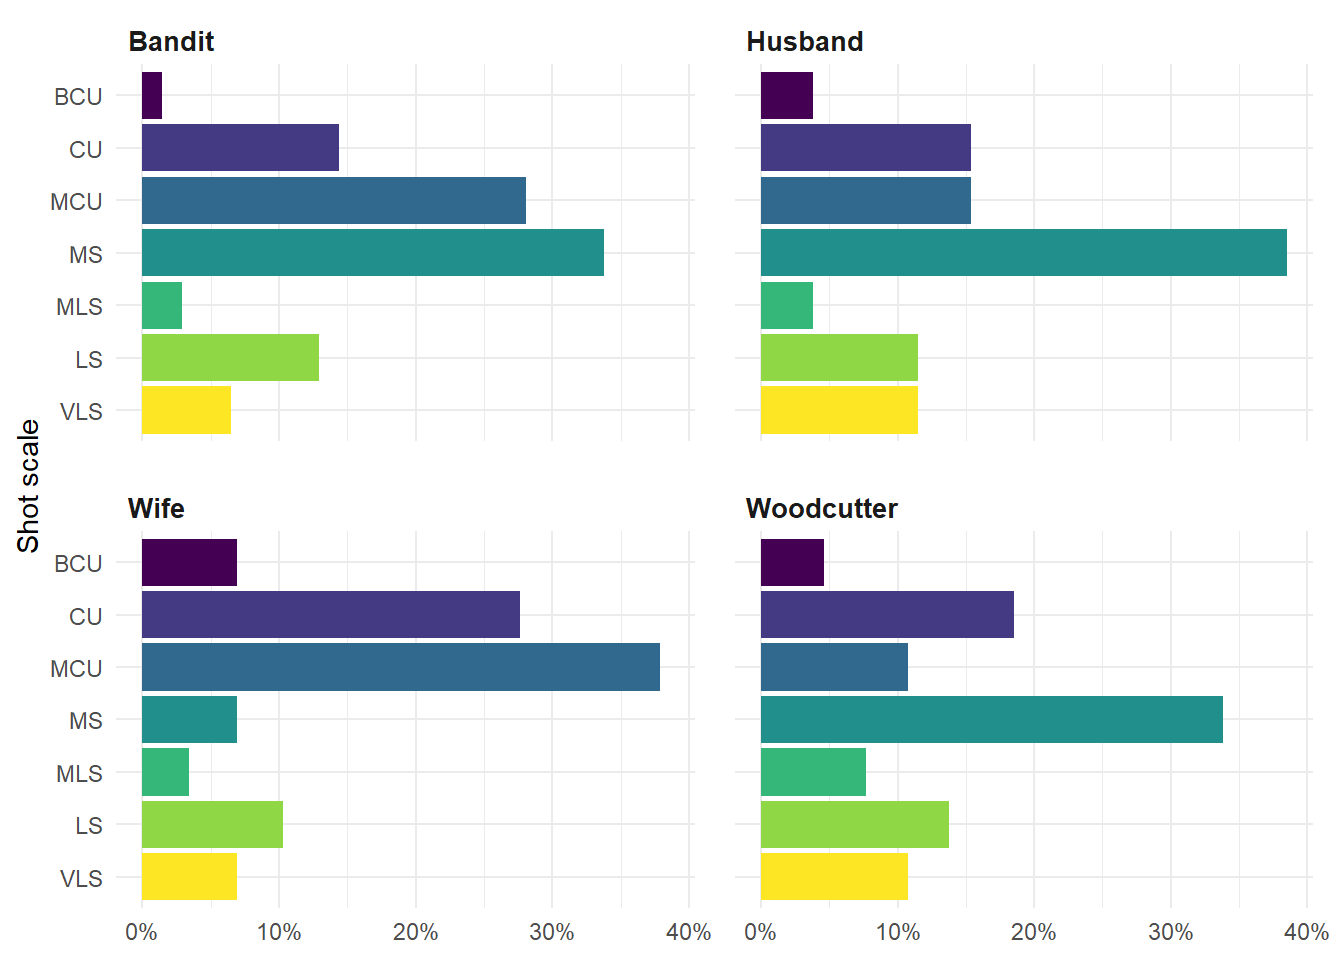 Bandit
Husband
BCU
CU
MCU
MS
MLS
LS
VLS
Shot scale
Wife
Woodcutter
BCU
CU
MCU
MS
MLS
LS
VLS
0% 10% 20% 30% 40%
0% 10% 20% 30% 40%